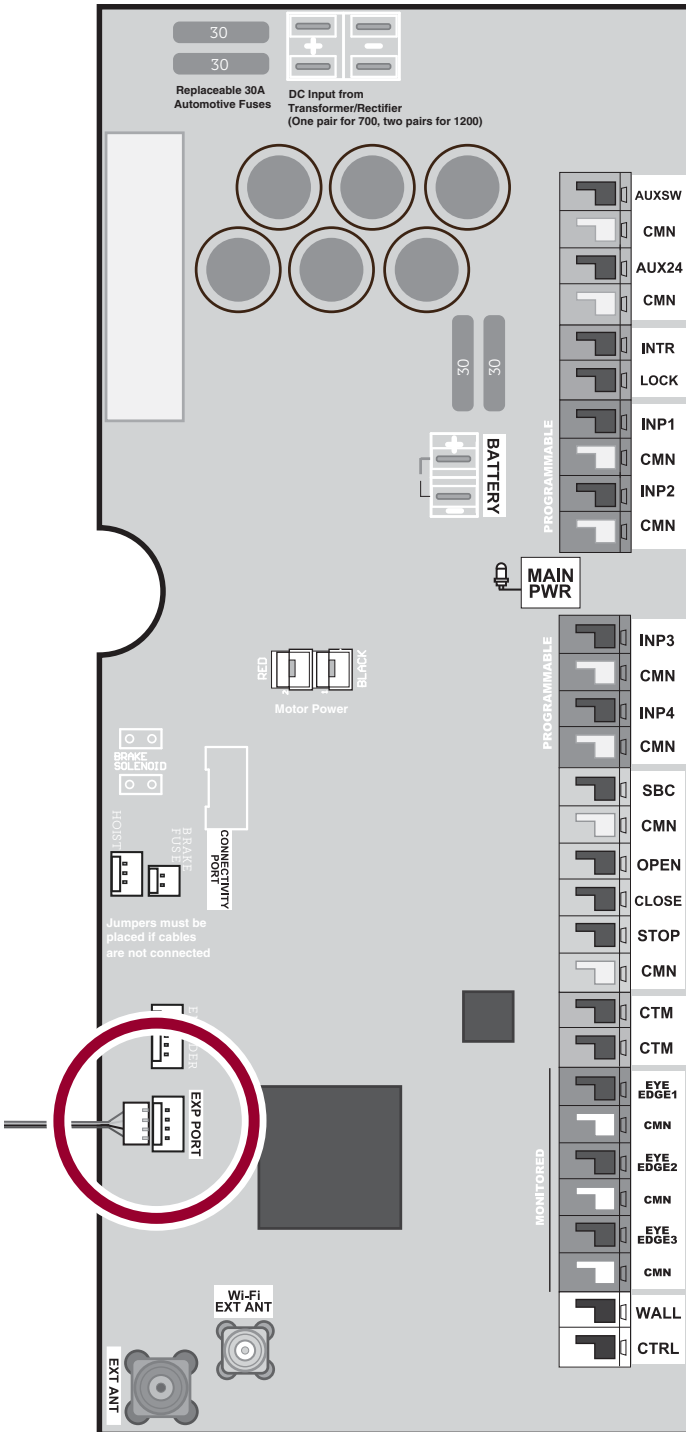 30
30
Replaceable 30A
Automotive Fuses
+
−
DC Input from
Transformer/Rectifier
(One pair for 700, two pairs for 1200)
30
30
BATTERY
+
−
AUXSW
CMN
AUX24
CMN
INTR
LOCK
PROGRAMMABLE
INP1
CMN
INP2
CMN
MAIN
PWR
RED
BLACK
Motor Power
PROGRAMMABLE
INP3
CMN
INP4
CMN
BRAKE
SOLENOID
HOIST
BRAKE
FUSE
CONNECTIVITY
PORT
Jumpers must be
placed if cables
are not connected
SBC
CMN
OPEN
CLOSE
STOP
CMN
CTM
CTM
EXP PORT
MONITORED
EYE
EDGE1
CMN
EYE
EDGE2
CMN
EYE
EDGE3
CMN
WALL
CTRL
Wi-Fi
EXT ANT
EXT ANT